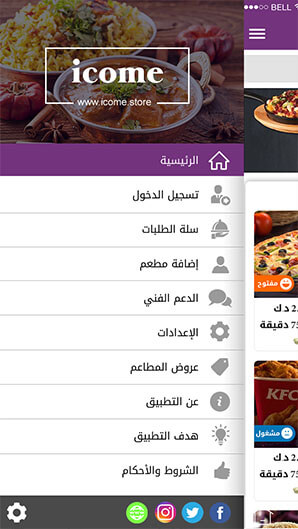 BELL
icome
www.icome.store
الرئيسية
تسجيل الدخول
سلة الطلبات
إضافة مطعم
مفتوح
الدعم الفني
2. د ك
75 دقيقة
الإعدادات
عروض المطاعم
KFC
عن التطبيق
هدف التطبيق
مشغول
2. د ك
75 دقيقة
الشروط والأحكام